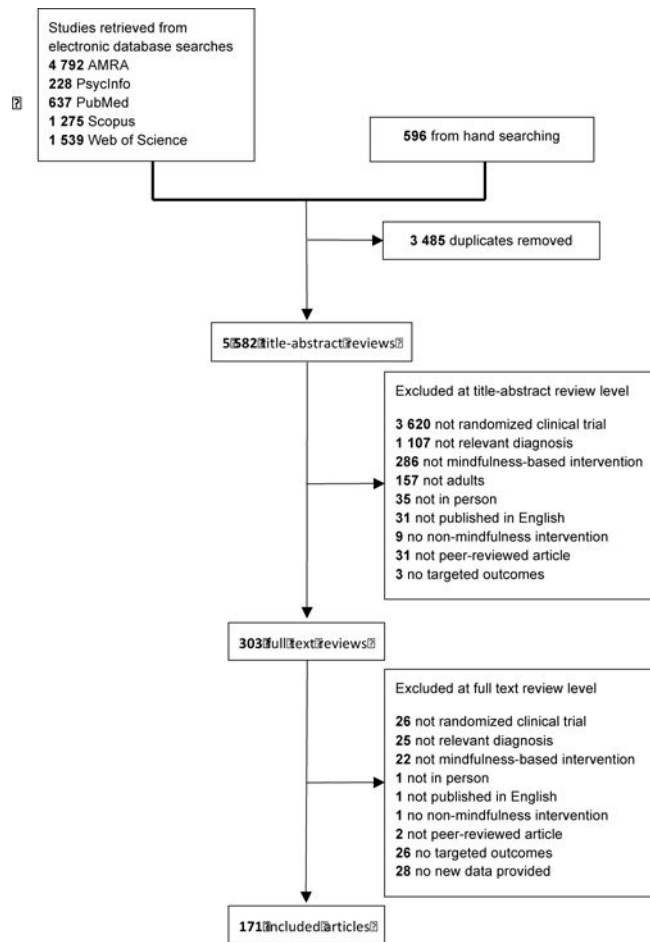 Studies retrieved from
electronic database searches
4 792 AMRA
228 PsycInfo
637 PubMed
1 275 Scopus
1 539 Web of Science
596 from hand searching
3 485 duplicates removed
5 582 title-abstract reviews
Excluded at title-abstract review level
3 620 not randomized clinical trial
1 107 not relevant diagnosis
286 not mindfulness-based intervention
157 not adults
35 not in person
31 not published in English
9 no non-mindfulness intervention
31 not peer-reviewed article
3 no targeted outcomes
303 full text reviews
Excluded at full text review level
26 not randomized clinical trial
25 not relevant diagnosis
22 not mindfulness-based intervention
1 not in person
1 not published in English
1 no non-mindfulness intervention
2 not peer-reviewed article
26 no targeted outcomes
28 no new data provided
171 included articles